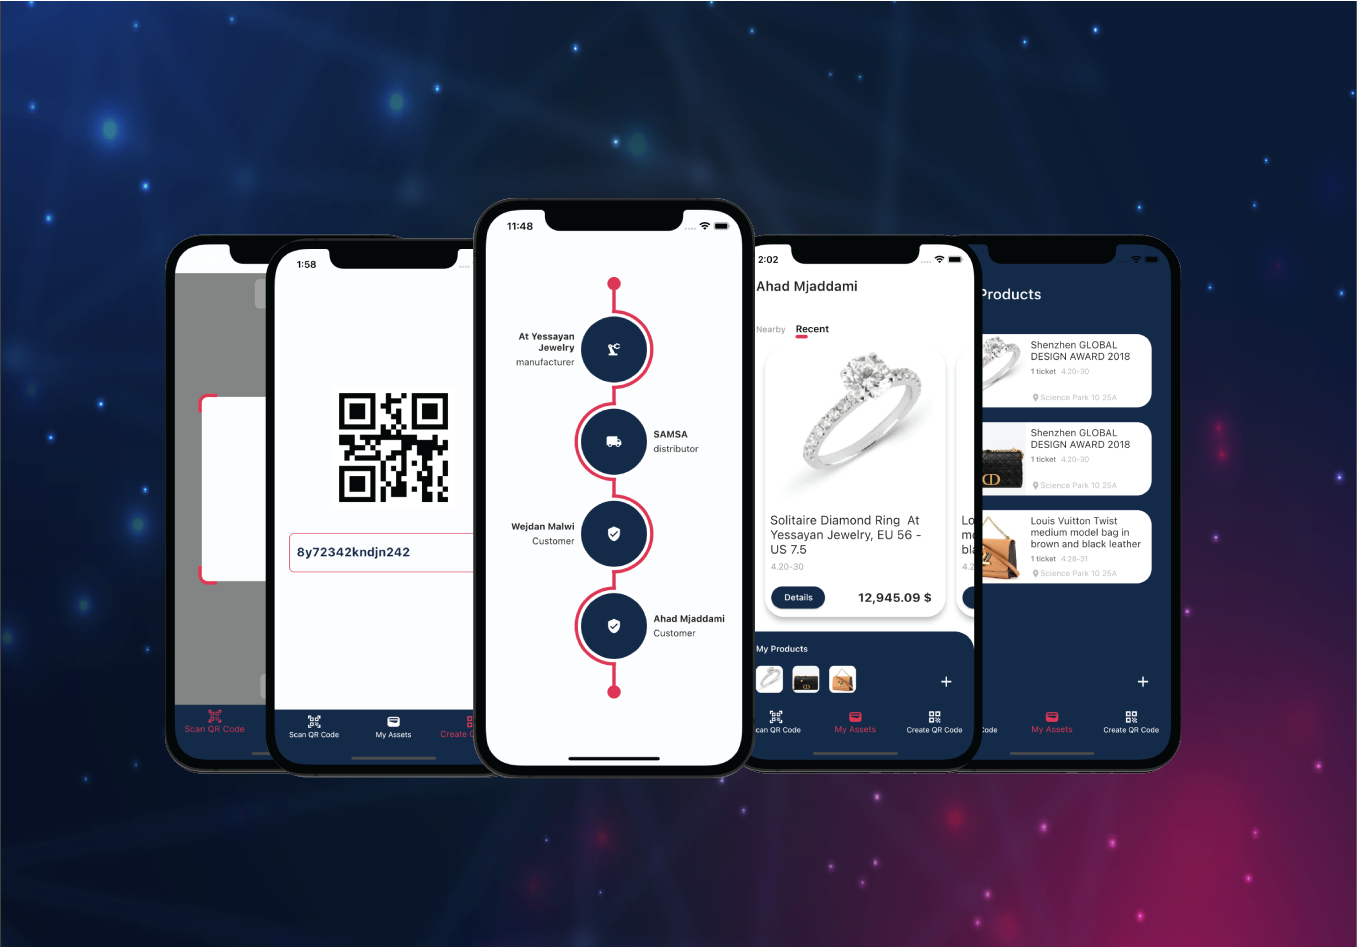 Scan QR Code
1:58
8y72342kndjn242
Scan QR Code
My Assets
Create Q
11:48
At Yessayan
Jewelry
manufacturer
SAMSA
distributor
Wejdan Malwi
Customer
Ahad Mjaddami
Customer
2:02
Ahad Mjaddami
Nearby
Recent
Solitaire Diamond Ring At
Yessayan Jewelry, EU 56 -
US 7.5
4.20-30
Details
12,945.09 $
Lo
mo
bla
4.2
My Products
can QR Code
My Assets
Create QR Code
Products
Shenzhen GLOBAL
DESIGN AWARD 2018
1 ticket 4.20-30
Science Park 10 25A
Shenzhen GLOBAL
DESIGN AWARD 2018
1 ticket 4.20-30
Science Park 10 25A
Louis Vuitton Twist
medium model bag in
brown and black leather
1 ticket 4.28-31
Science Park 10 25A
Code
My Assets
Create QR Code